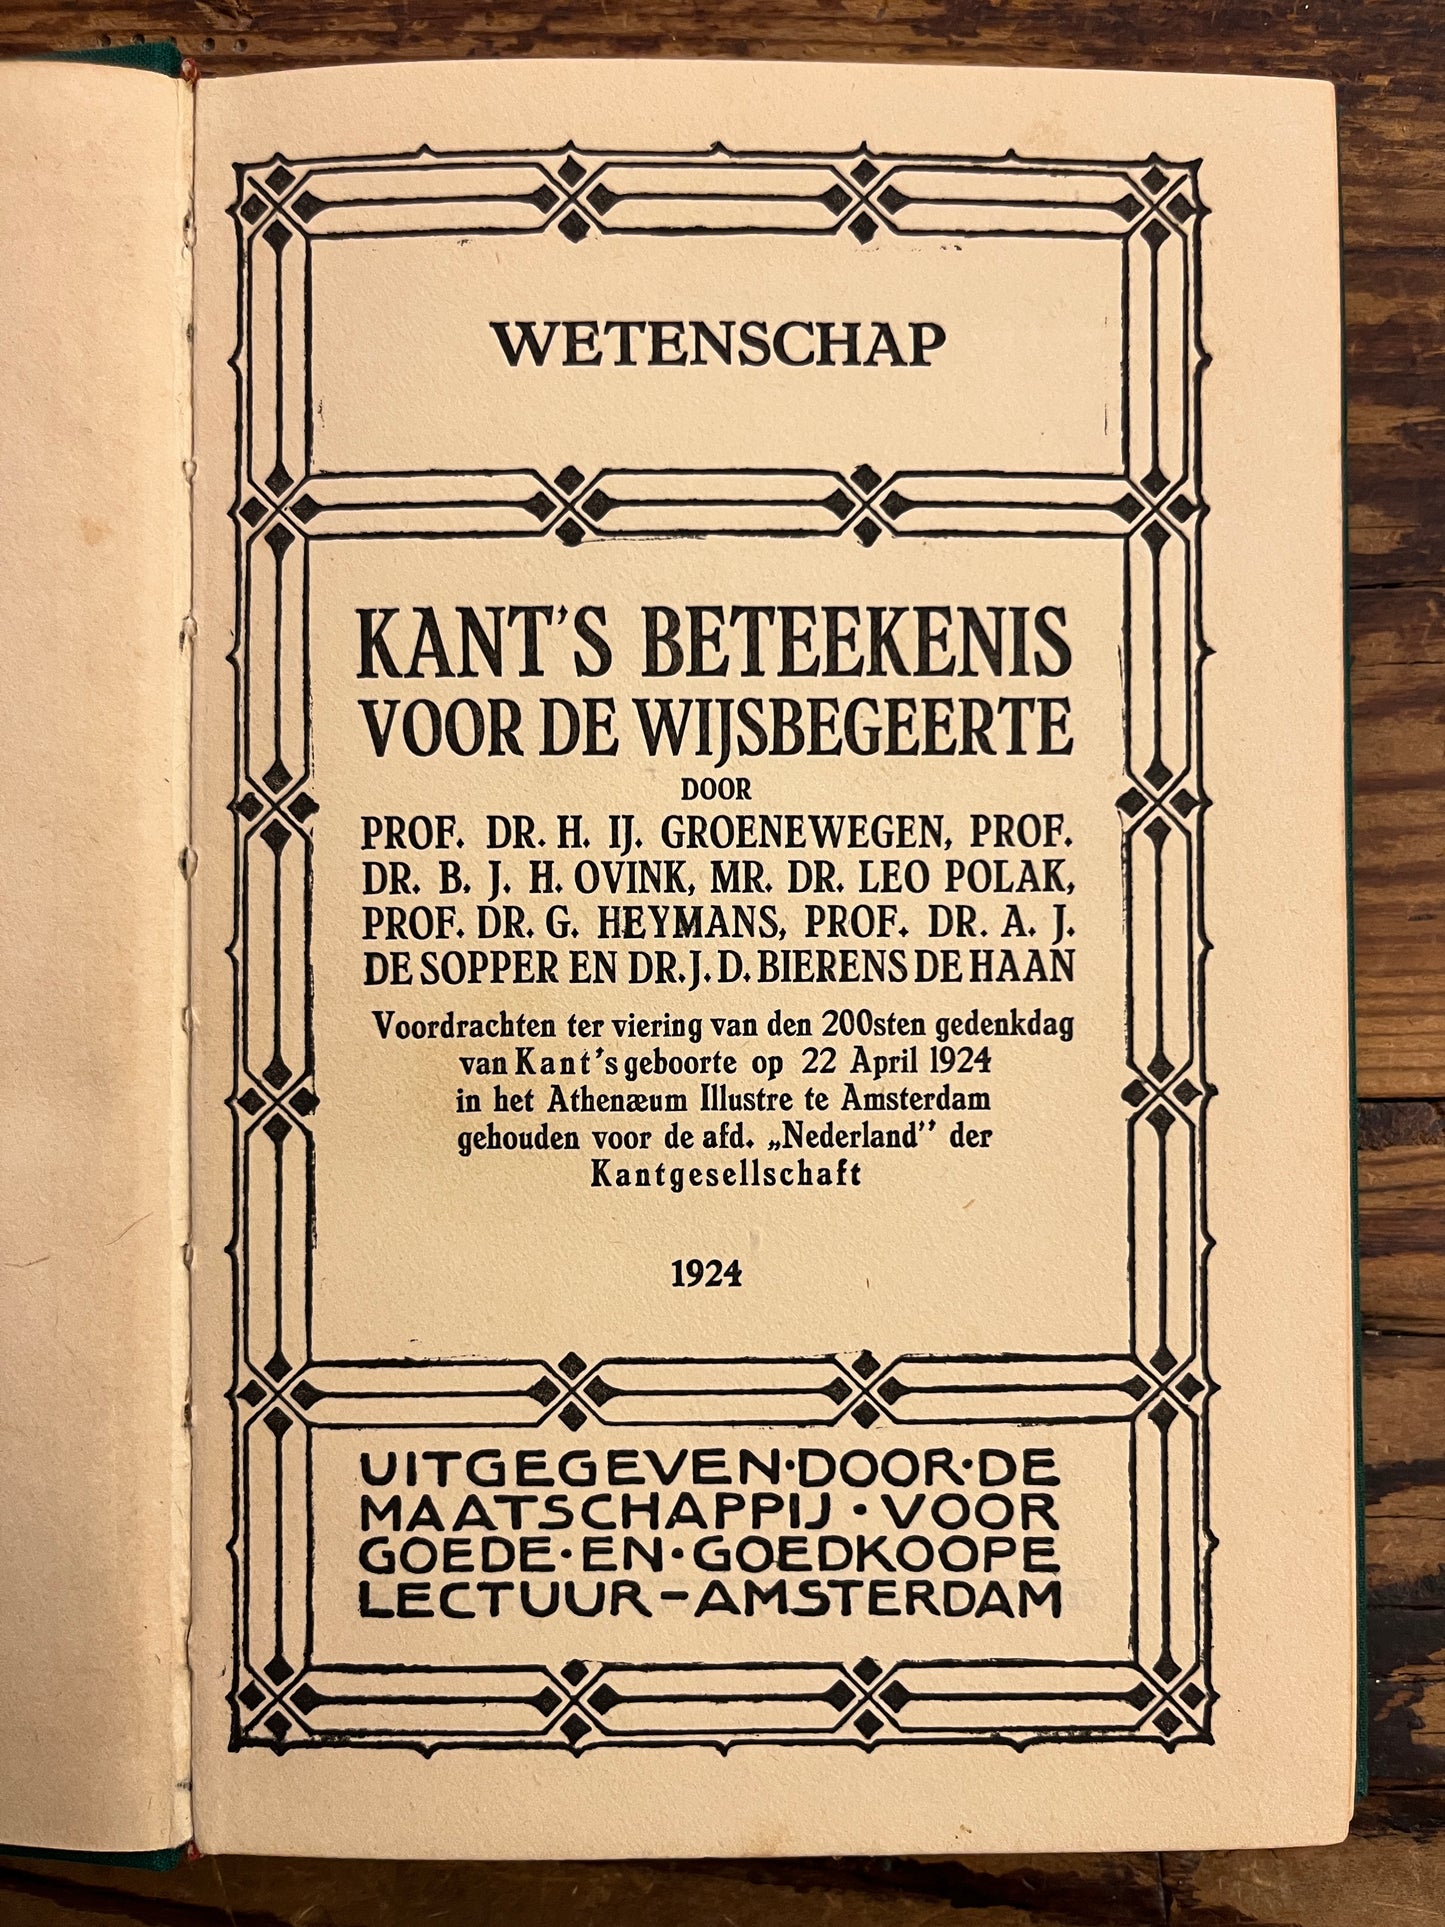 WETENSCHAP
KANT'S BETEEKENIS
VOOR DE WIJSBEGEERTE
DOOR
PROF. DR. H. IJ. GROENEWEGEN, PROF.
DR. B. J. H. OVINK, MR. DR. LEO POLAK,
PROF. DR. G. HEYMANS, PROF. DR. A. J.
DE SOPPER EN DR. J. D. BIERENS DE HAAN
Voordrachten ter viering van den 200sten gedenkdag
van Kant's geboorte op 22 April 1924
in het Athenæum Illustre te Amsterdam
gehouden voor de afd. „Nederland” der
Kantgesellschaft
1924
UITGEGEVEN·DOOR·DE
MAATSCHAPPIJ · VOOR
GOEDE·EN·GOEDKOOPE
LECTUUR–AMSTERDAM